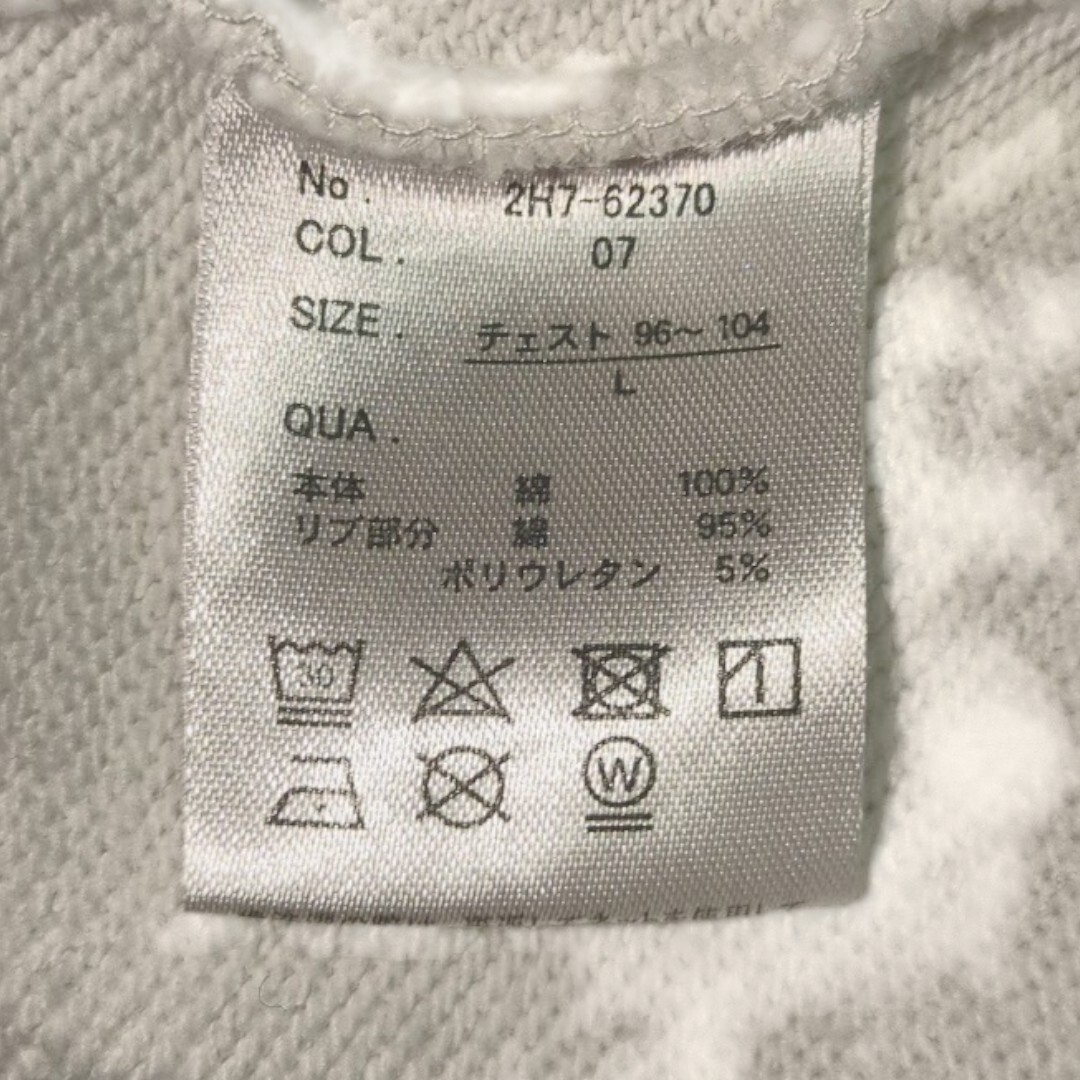 No. 2H7-62370
COL. 07
SIZE. チェスト 96～104
L
QUA.
本体 綿 100%
リブ部分 綿 95%
ポリウレタン 5%
30
W